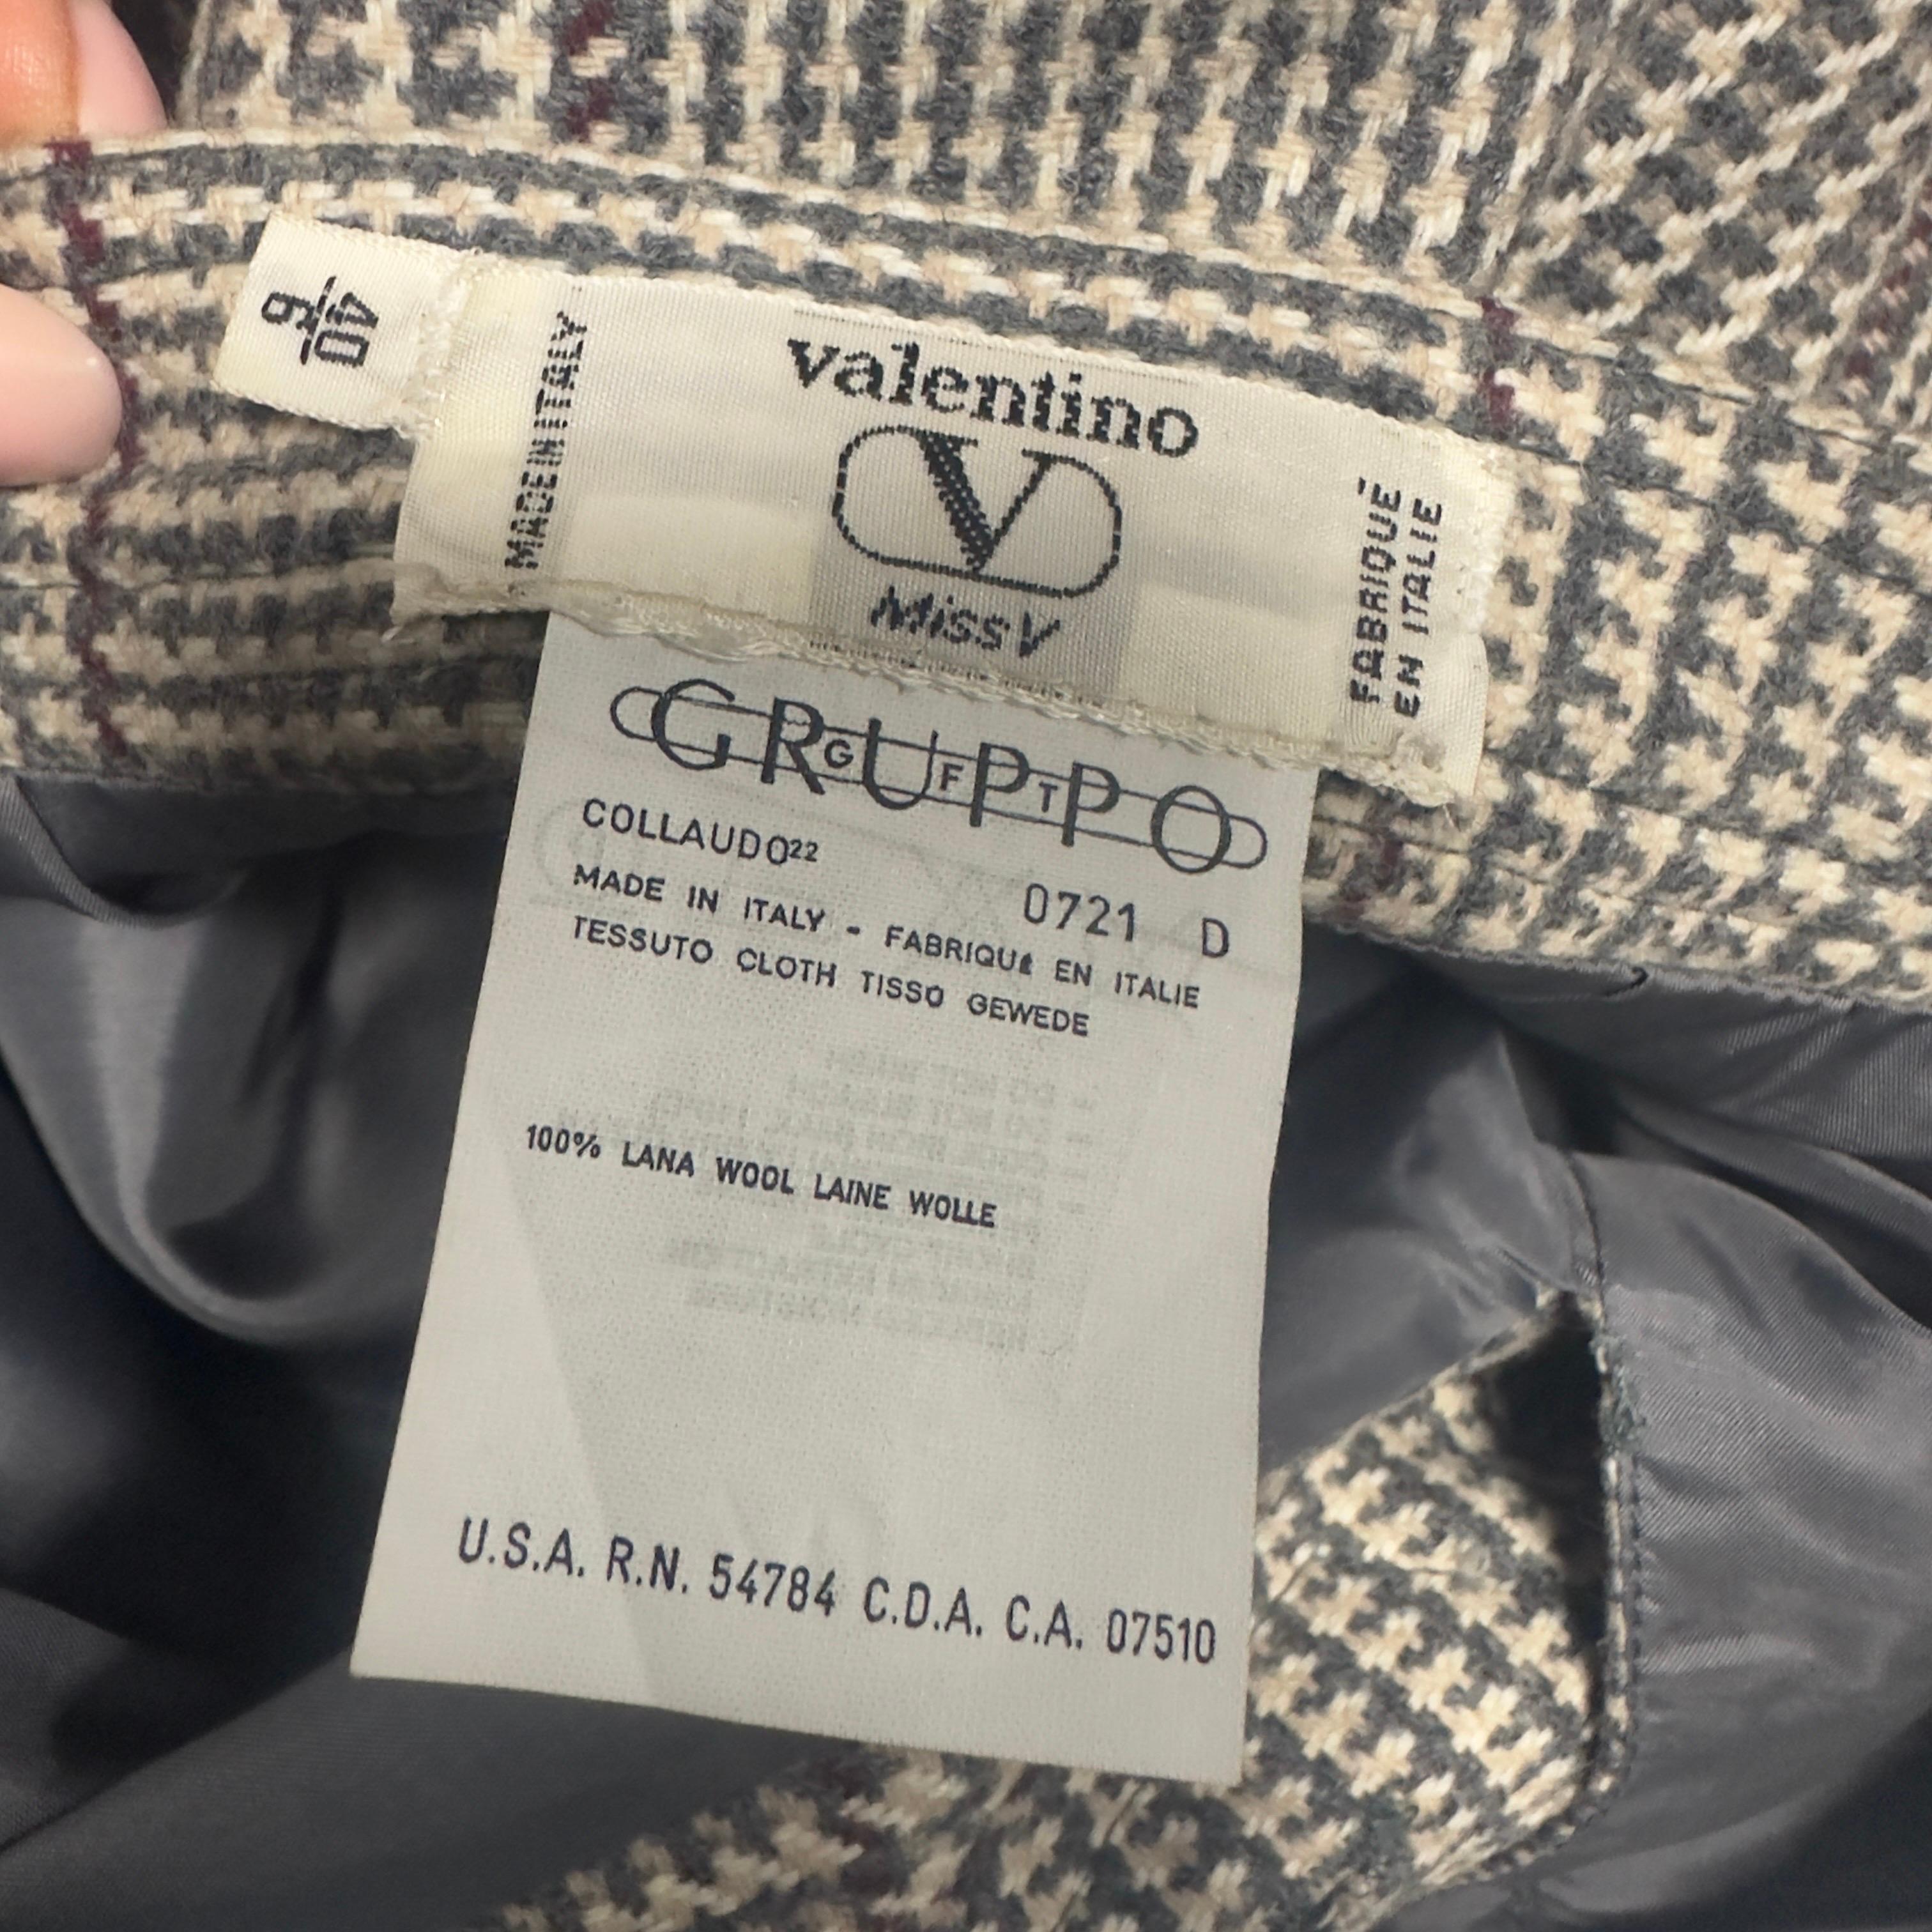 40
6
MADE IN ITALY
valentino
V
Miss V
FABRIQUÉ
EN ITALIE
GRUPPO
GFT
COLLAUDO22
0721 D
MADE IN ITALY - FABRIQUé EN ITALIE
TESSUTO CLOTH TISSO GEWEDE
100% LANA WOOL LAINE WOLLE
U.S.A. R.N. 54784 C.D.A. C.A. 07510